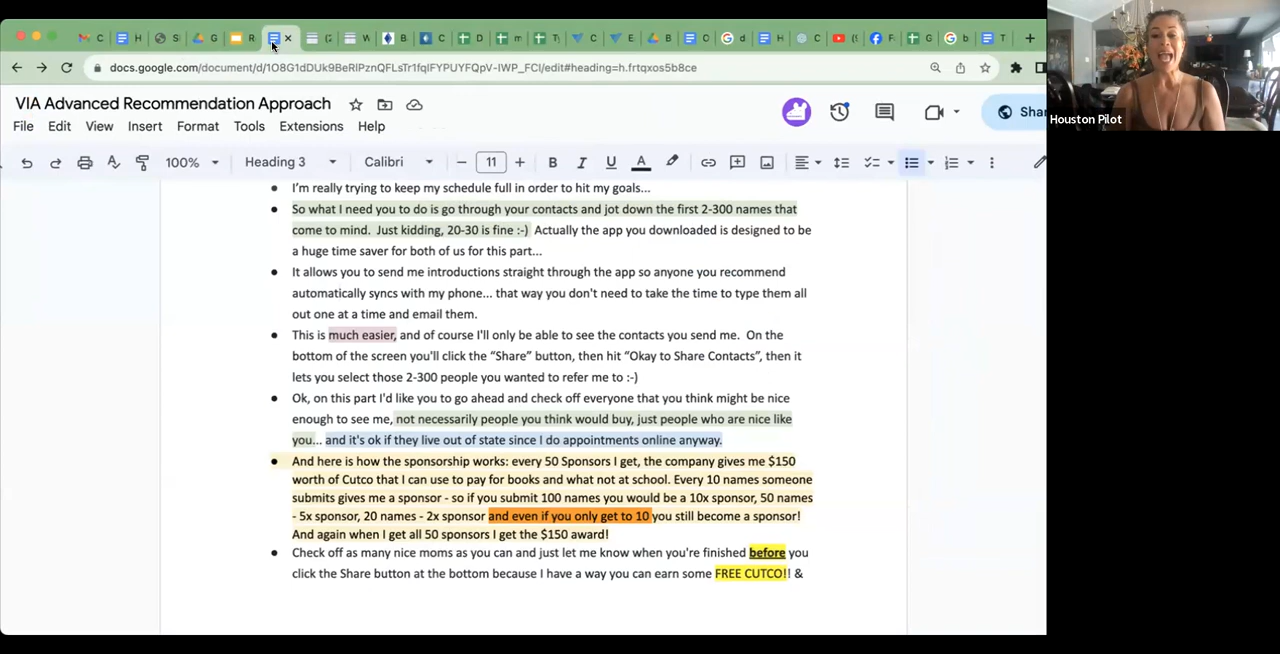 C
H
S
G
R
(2
W
B
C
D
m
T
C
E
B
O
d
H
C
(5
F
G
b
T
docs.google.com/document/d/1O8G1dDUk9BeRlPznQFLsTr1fqIFYPUYFQpV-IWP_FCI/edit#heading=h.frtqxos5b8ce
VIA Advanced Recommendation Approach
File Edit View Insert Format Tools Extensions Help
Shar
100% Heading 3 Calibri 11 B I U A
Houston Pilot
I'm really trying to keep my schedule full in order to hit my goals...
So what I need you to do is go through your contacts and jot down the first 2-300 names that
come to mind. Just kidding, 20-30 is fine :-) Actually the app you downloaded is designed to be
a huge time saver for both of us for this part...
It allows you to send me introductions straight through the app so anyone you recommend
automatically syncs with my phone... that way you don't need to take the time to type them all
out one at a time and email them.
This is much easier, and of course I'll only be able to see the contacts you send me. On the
bottom of the screen you'll click the "Share" button, then hit "Okay to Share Contacts", then it
lets you select those 2-300 people you wanted to refer me to :-)
Ok, on this part I'd like you to go ahead and check off everyone that you think might be nice
enough to see me, not necessarily people you think would buy, just people who are nice like
you... and it's ok if they live out of state since I do appointments online anyway.
And here is how the sponsorship works: every 50 Sponsors I get, the company gives me $150
worth of Cutco that I can use to pay for books and what not at school. Every 10 names someone
submits gives me a sponsor - so if you submit 100 names you would be a 10x sponsor, 50 names
- 5x sponsor, 20 names - 2x sponsor and even if you only get to 10 you still become a sponsor!
And again when I get all 50 sponsors I get the $150 award!
Check off as many nice moms as you can and just let me know when you're finished before you
click the Share button at the bottom because I have a way you can earn some FREE CUTCO!! &